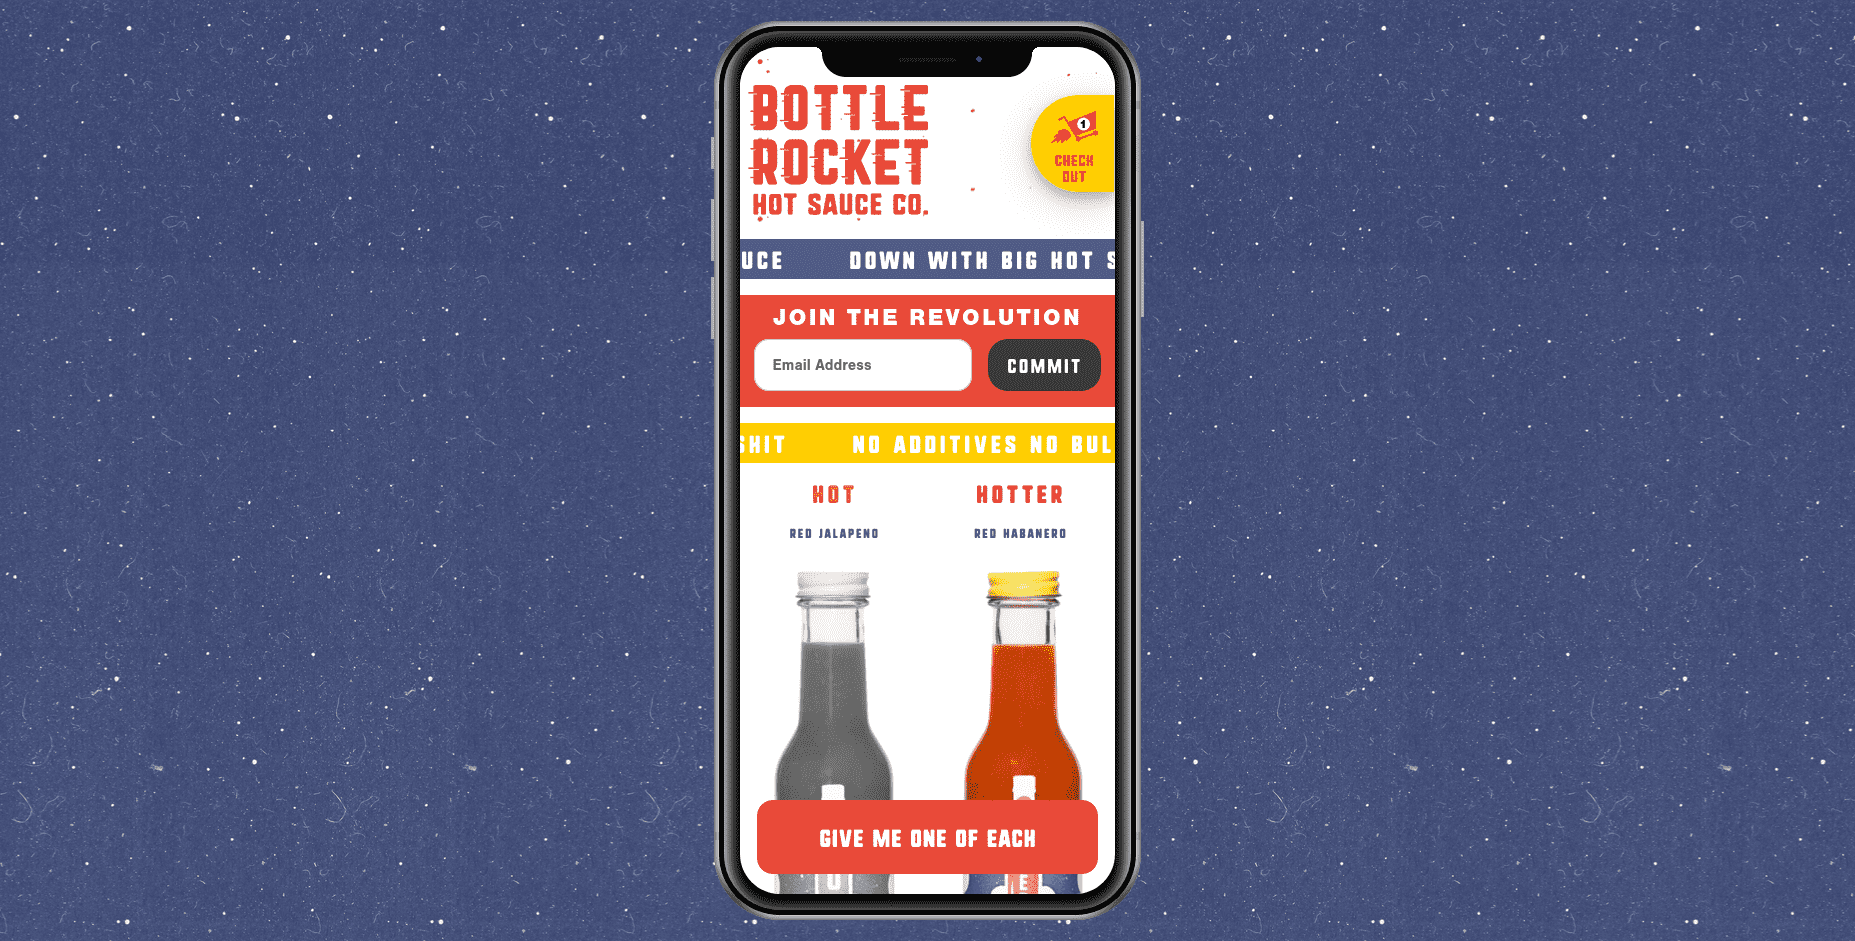 BOTTLE
ROCKET
HOT SAUCE CO.
1
CHECK
OUT
UCE DOWN WITH BIG HOT S
JOIN THE REVOLUTION
Email Address
COMMIT
SHIT NO ADDITIVES NO BUL
HOT
HOTTER
RED JALAPENO
RED HABANERO
GIVE ME ONE OF EACH
U
E